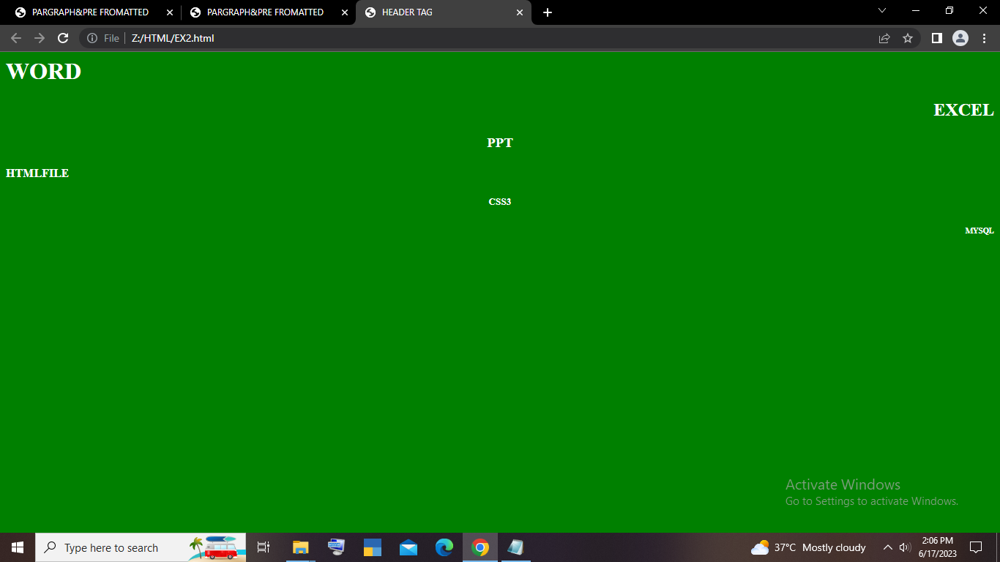 PARGRAPH&PRE FROMATTED
PARGRAPH&PRE FROMATTED
HEADER TAG
File
Z:/HTML/EX2.html
WORD
EXCEL
PPT
HTMLFILE
CSS3
MYSQL
Activate Windows
Go to Settings to activate Windows.
Type here to search
37°C Mostly cloudy
2:06 PM
6/17/2023